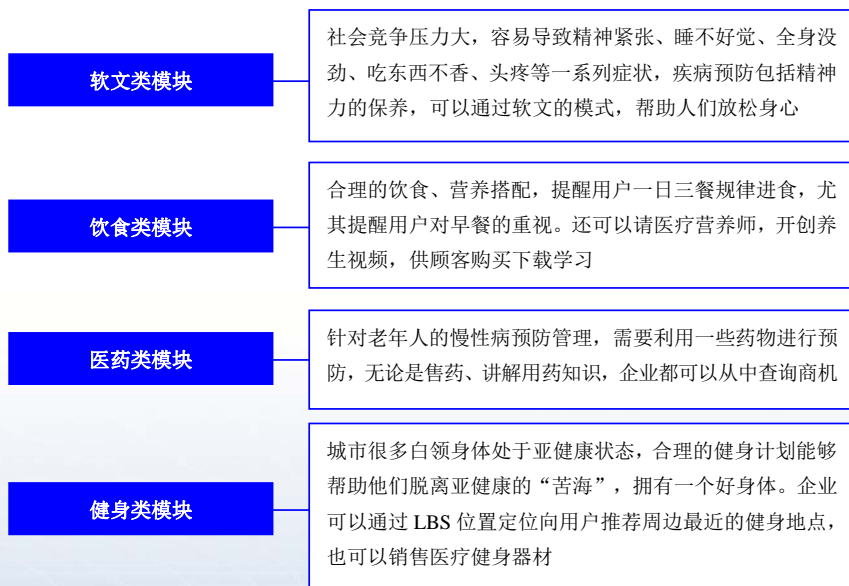 软文类模块
社会竞争压力大，容易导致精神紧张、睡不好觉、全身没
劲、吃东西不香、头疼等一系列症状，疾病预防包括精神
力的保养，可以通过软文的模式，帮助人们放松身心
饮食类模块
合理的饮食、营养搭配，提醒用户一日三餐规律进食，尤
其提醒用户对早餐的重视。还可以请医疗营养师，开创养
生视频，供顾客购买下载学习
医药类模块
针对老年人的慢性病预防管理，需要利用一些药物进行预
防，无论是售药、讲解用药知识，企业都可以从中查询商机
健身类模块
城市很多白领身体处于亚健康状态，合理的健身计划能够
帮助他们脱离亚健康的“苦海”，拥有一个好身体。企业
可以通过 LBS 位置定位向用户推荐周边最近的健身地点，
也可以销售医疗健身器材